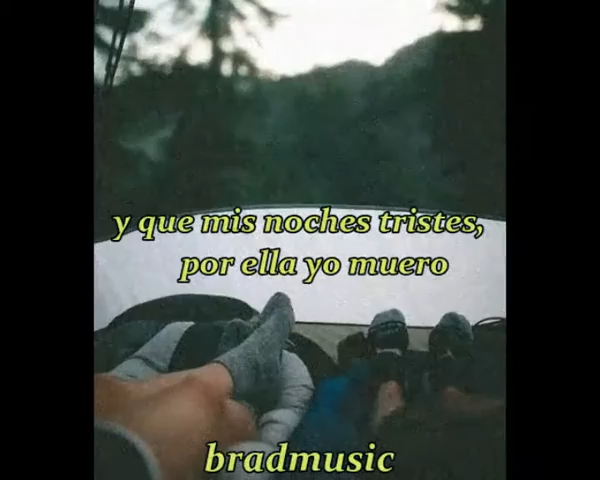 y que mis noches tristes,
por ella yo muero
bradmusic